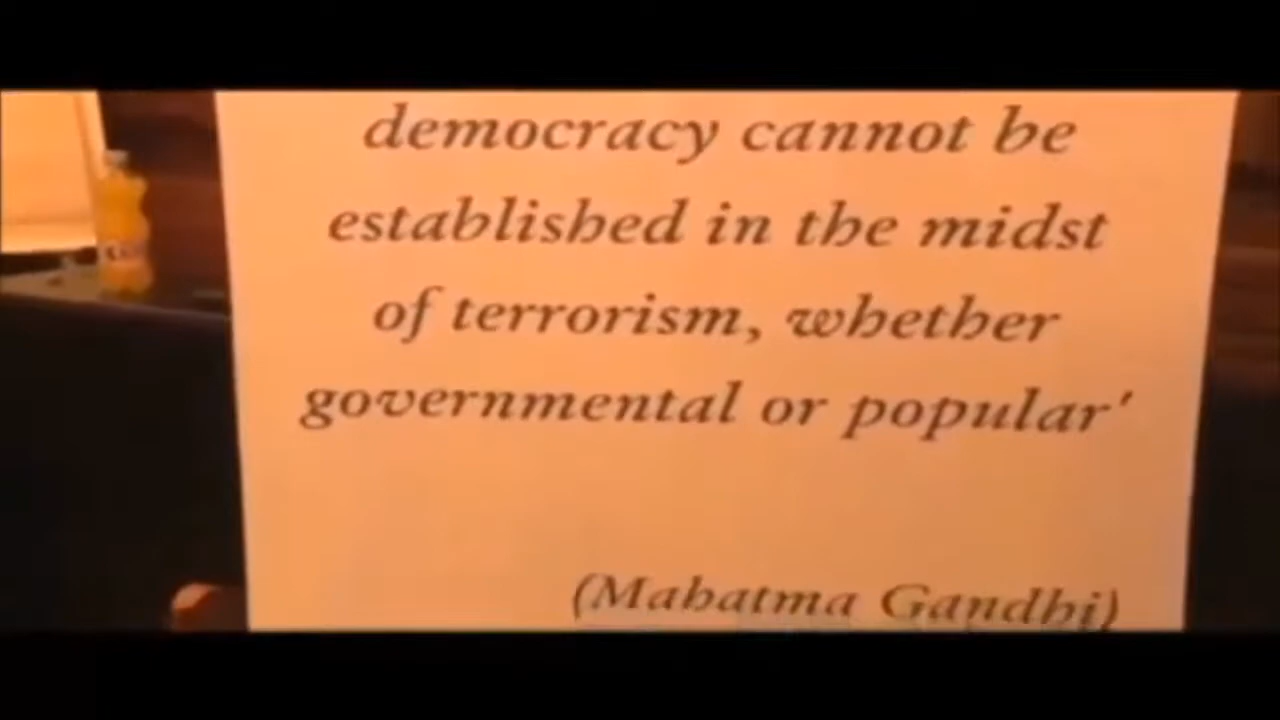 democracy cannot be
established in the midst
of terrorism, whether
governmental or popular'
(Mahatma Gandhi)